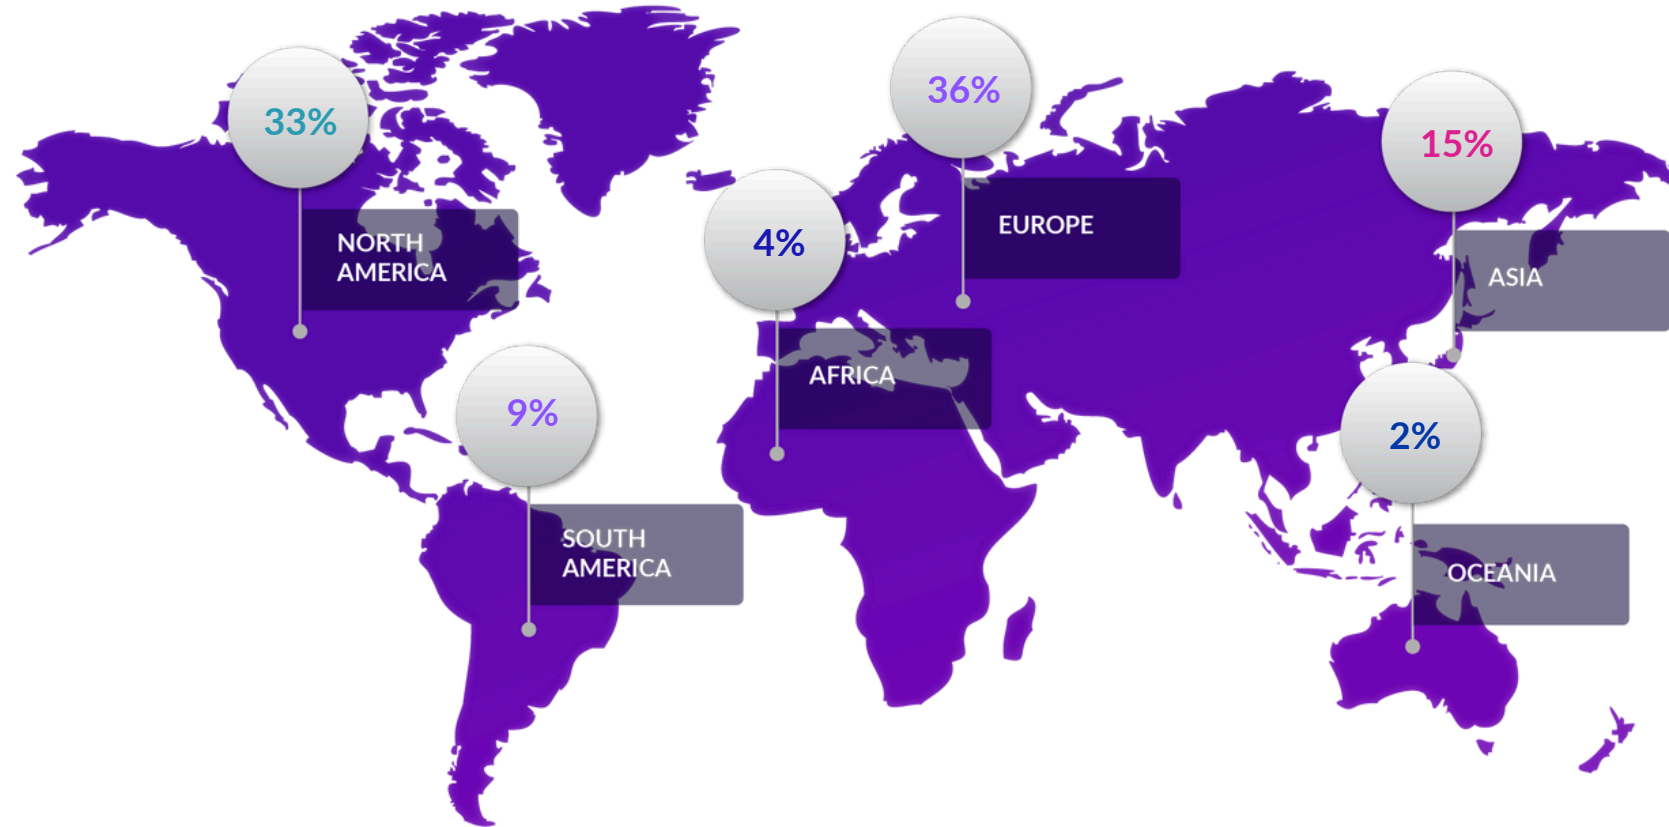 33%
NORTH
AMERICA
9%
SOUTH
AMERICA
4%
AFRICA
36%
EUROPE
15%
ASIA
2%
OCEANIA